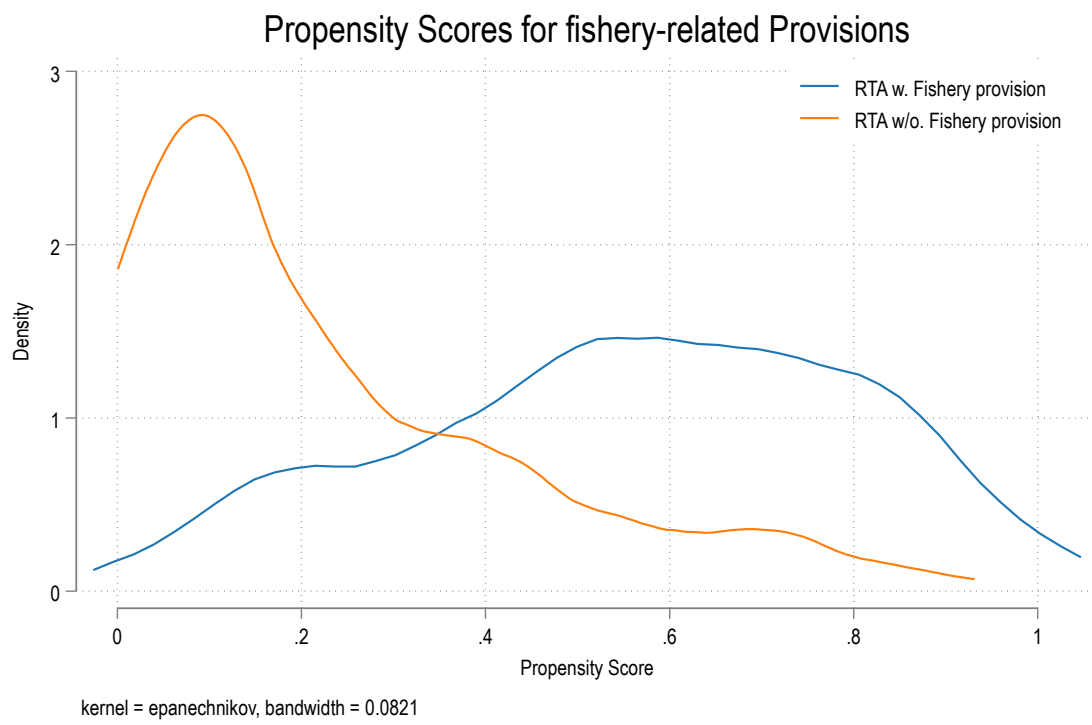 Propensity Scores for fishery-related Provisions
RTA w. Fishery provision
RTA w/o. Fishery provision
3
2
1
0
Density
0 .2 .4 .6 .8 1
Propensity Score
kernel = epanechnikov, bandwidth = 0.0821